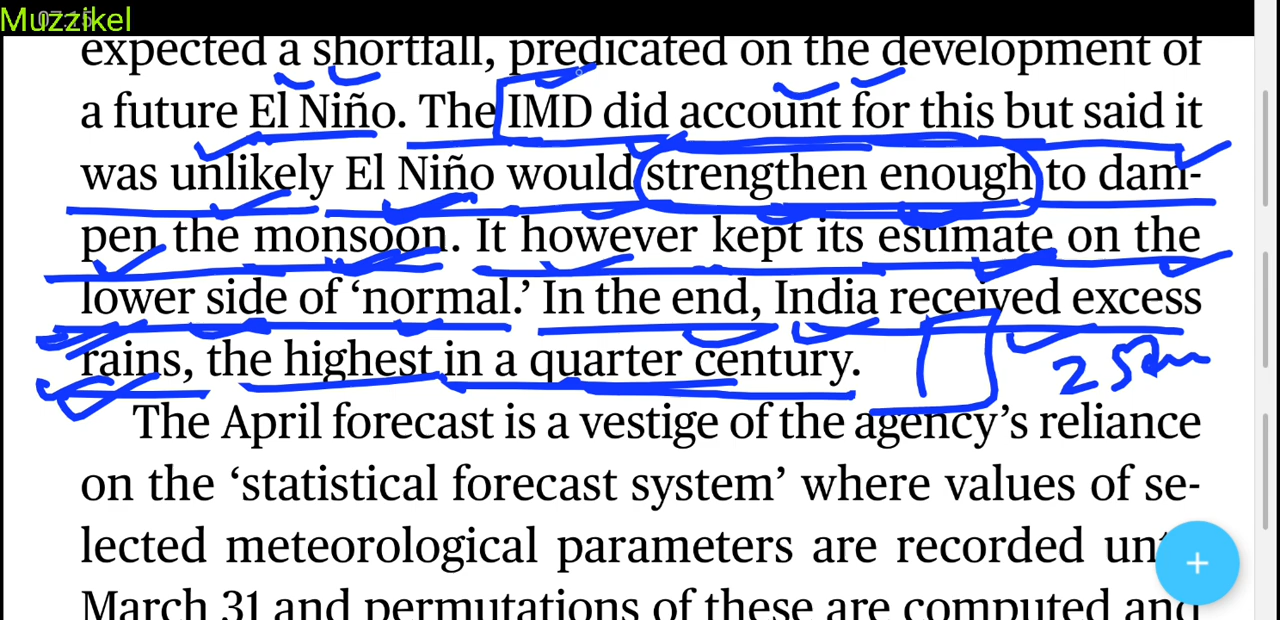 Muzzikel
expected a shortfall, predicated on the development of
a future El Niño. The IMD did account for this but said it
was unlikely El Niño would strengthen enough to dam-
pen the monsoon. It however kept its estimate on the
lower side of ‘normal.’ In the end, India received excess
rains, the highest in a quarter century.
The April forecast is a vestige of the agency’s reliance
on the ‘statistical forecast system’ where values of se-
lected meteorological parameters are recorded
March 31 and permutations of these are computed and